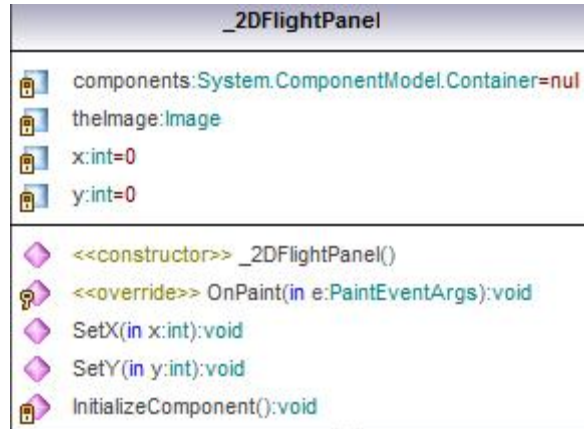 _2DFlightPanel
components:System.ComponentModel.Container=nul
theImage:Image
x:int=0
y:int=0
<<constructor>> _2DFlightPanel()
<<override>> OnPaint(in e:PaintEventArgs):void
SetX(in x:int):void
SetY(in y:int):void
InitializeComponent():void